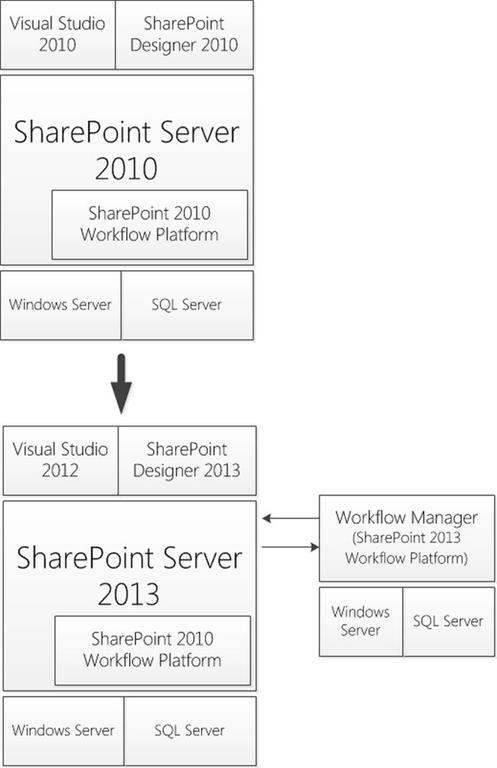 Visual Studio
2010
SharePoint
Designer 2010
SharePoint Server
2010
SharePoint 2010
Workflow Platform
Windows Server
SQL Server
Visual Studio
2012
SharePoint
Designer 2013
SharePoint Server
2013
SharePoint 2010
Workflow Platform
Windows Server
SQL Server
Workflow Manager
(SharePoint 2013
Workflow Platform)
Windows
Server
SQL Server